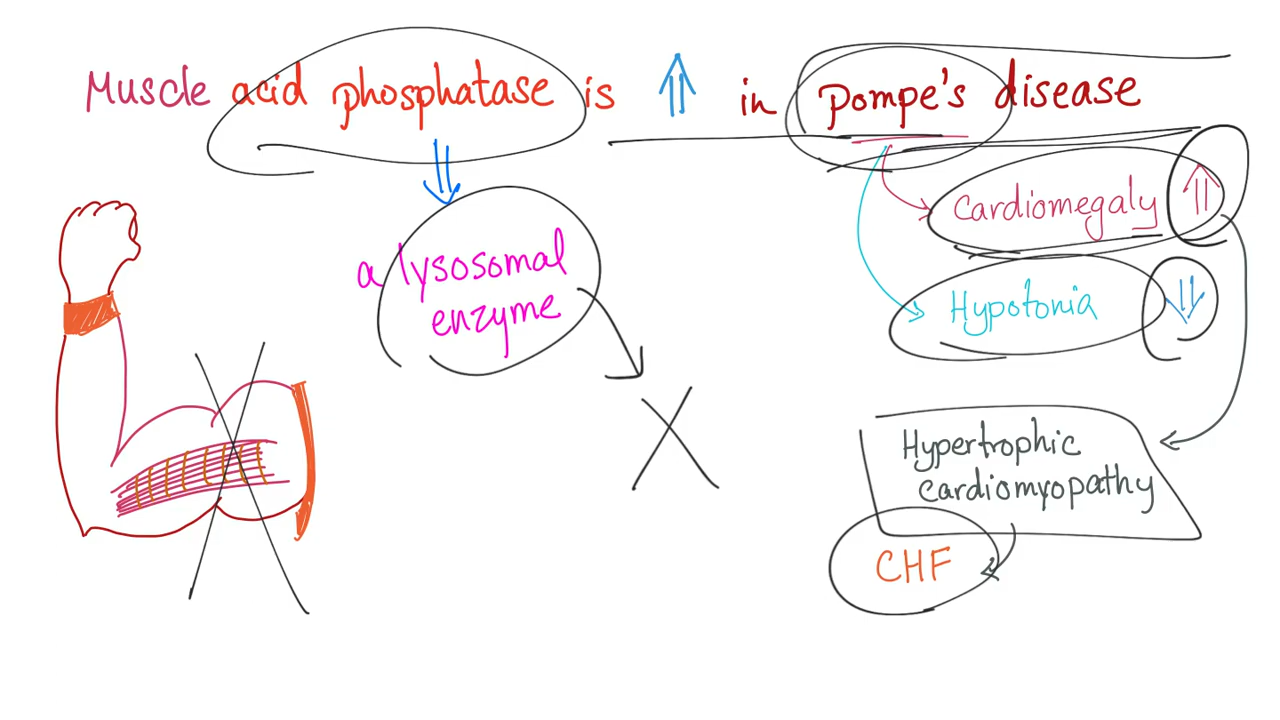 Muscle acid phosphatase is ⇑ in Pompe's disease
a lysosomal
enzyme
Cardiomegaly ⇑
Hypotonia ⇓
Hypertrophic
cardiomyopathy
CHF